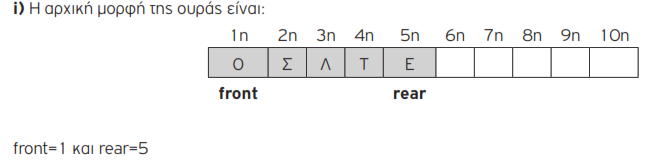 i) Η αρχική μορφή της ουράς είναι:
1η 2η 3η 4η 5η 6η 7η 8η 9η 10η
Ο Σ Λ Τ Ε
front rear
front=1 και rear=5